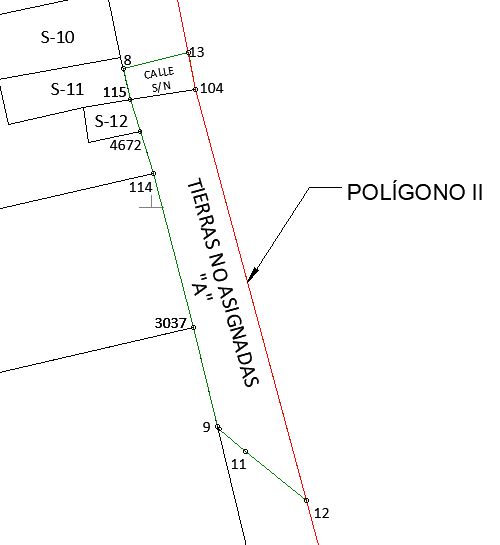 S-10
8
13
CALLE
S/N
S-11
115
104
S-12
4672
114
POLÍGONO II
TIERRAS NO ASIGNADAS
"A"
3037
9
11
12